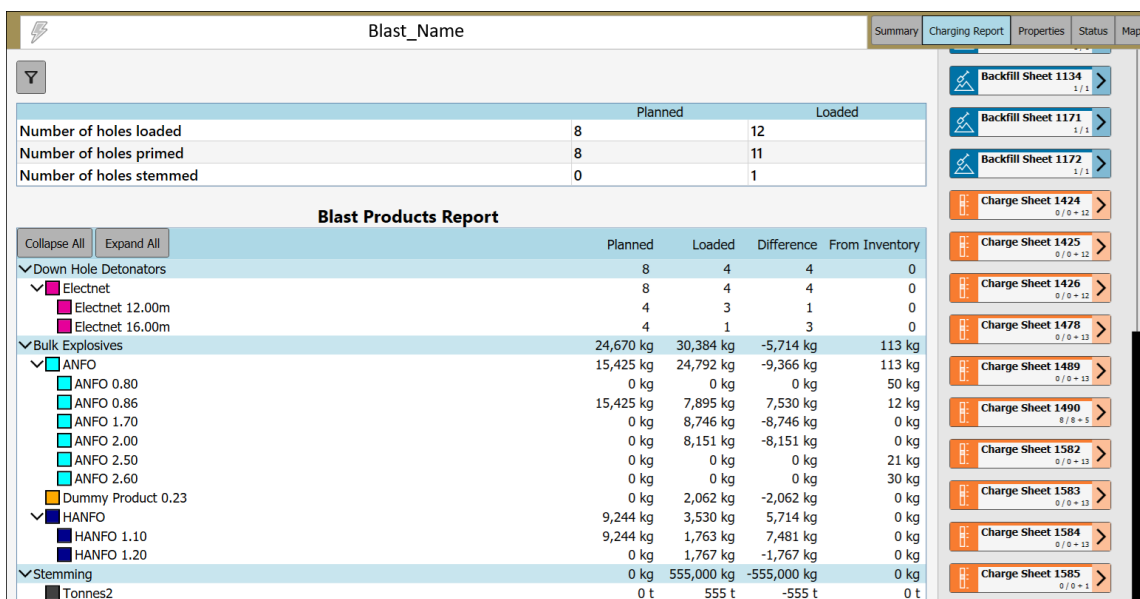 Blast_Name
Summary Charging Report Properties Status Map
Planned Loaded
Number of holes loaded 8 12
Number of holes primed 8 11
Number of holes stemmed 0 1
Blast Products Report
Collapse All Expand All Planned Loaded Difference From Inventory
Down Hole Detonators 8 4 4 0
Electnet 8 4 4 0
Electnet 12.00m 4 3 1 0
Electnet 16.00m 4 1 3 0
Bulk Explosives 24,670 kg 30,384 kg -5,714 kg 113 kg
ANFO 15,425 kg 24,792 kg -9,366 kg 113 kg
ANFO 0.80 0 kg 0 kg 0 kg 50 kg
ANFO 0.86 15,425 kg 7,895 kg 7,530 kg 12 kg
ANFO 1.70 0 kg 8,746 kg -8,746 kg 0 kg
ANFO 2.00 0 kg 8,151 kg -8,151 kg 0 kg
ANFO 2.50 0 kg 0 kg 0 kg 21 kg
ANFO 2.60 0 kg 0 kg 0 kg 30 kg
Dummy Product 0.23 0 kg 2,062 kg -2,062 kg 0 kg
HANFO 9,244 kg 3,530 kg 5,714 kg 0 kg
HANFO 1.10 9,244 kg 1,763 kg 7,481 kg 0 kg
HANFO 1.20 0 kg 1,767 kg -1,767 kg 0 kg
Stemming 0 kg 555,000 kg -555,000 kg 0 kg
Tonnes2 0 t 555 t -555 t 0 t
Backfill Sheet 1134
1 / 1
Backfill Sheet 1171
1 / 1
Backfill Sheet 1172
1 / 1
Charge Sheet 1424
0 / 0 + 12
Charge Sheet 1425
0 / 0 + 12
Charge Sheet 1426
0 / 0 + 12
Charge Sheet 1478
0 / 0 + 13
Charge Sheet 1489
0 / 0 + 13
Charge Sheet 1490
8 / 8 + 5
Charge Sheet 1582
0 / 0 + 13
Charge Sheet 1583
0 / 0 + 13
Charge Sheet 1584
0 / 0 + 13
Charge Sheet 1585
0 / 0 + 1